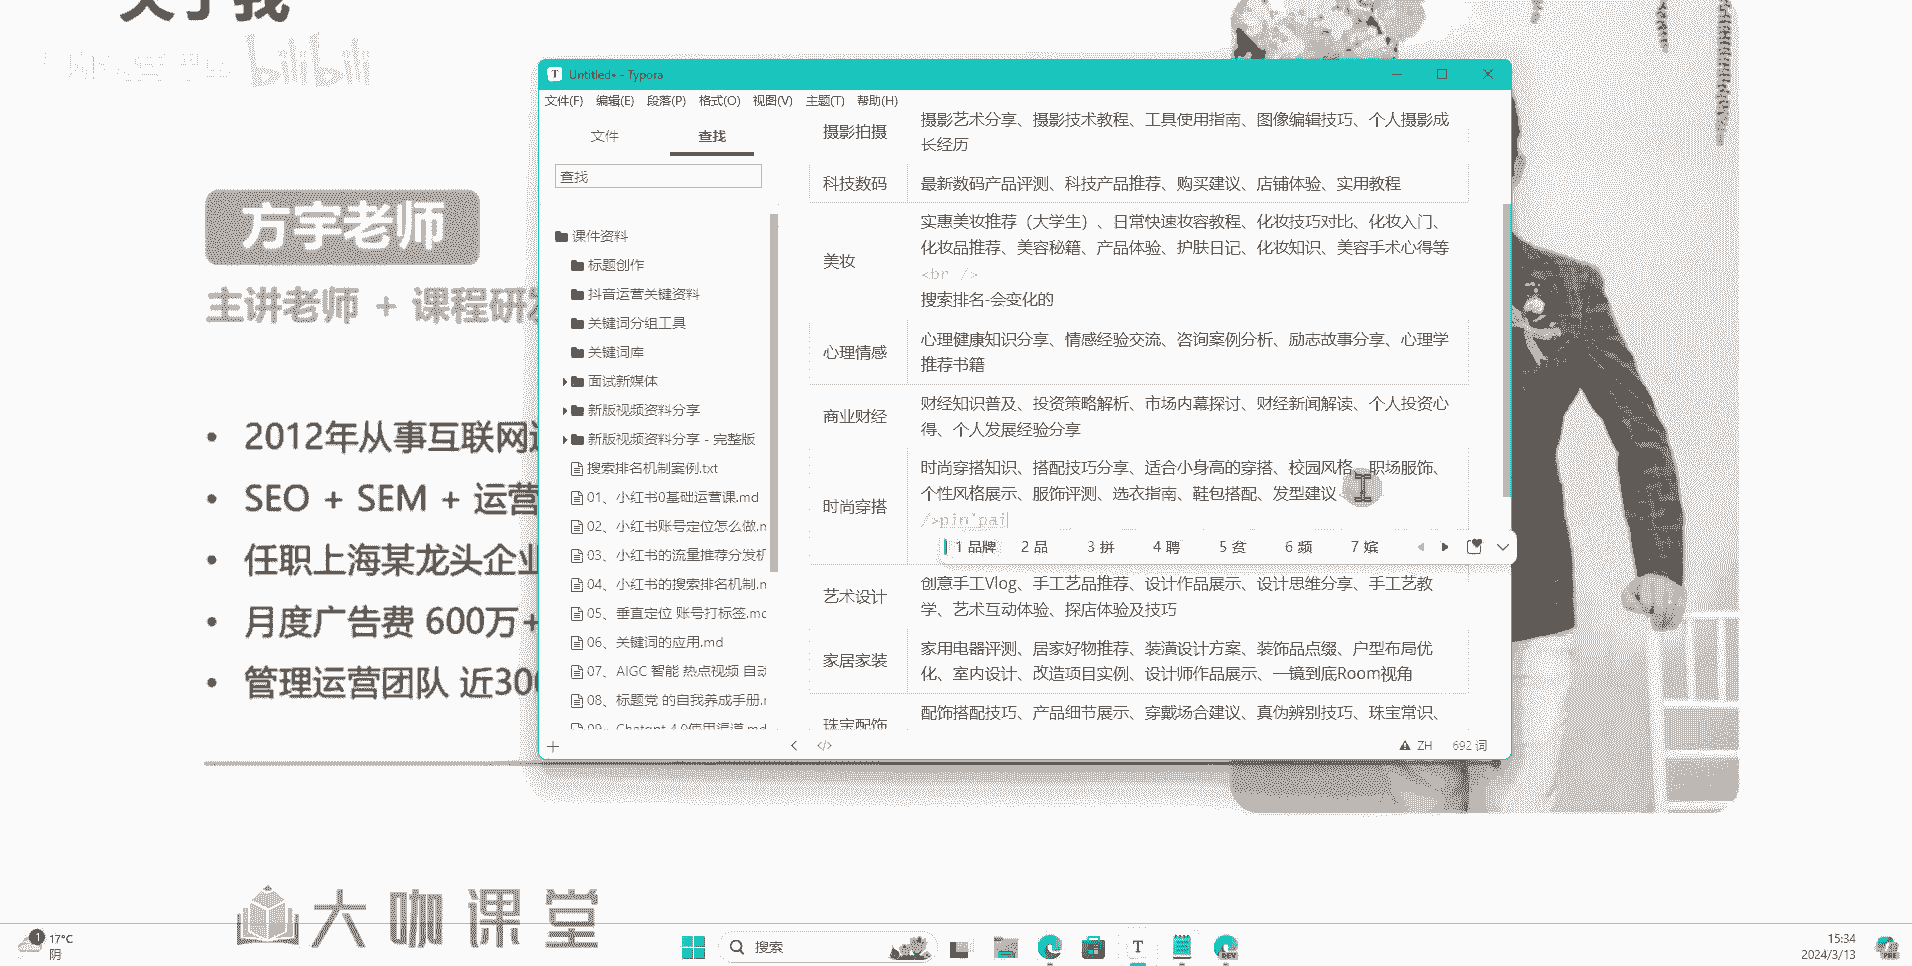 关于我
bilibili
方宇老师
主讲老师 + 课程研发
2012年从事互联网运
SEO + SEM + 运营
任职上海某龙头企业
月度广告费 600万+
管理运营团队 近300
大咖课堂
Untitled• - Typora
文件(F) 编辑(E) 段落(P) 格式(O) 视图(V) 主题(T) 帮助(H)
文件 查找
查找
课件资料
标题创作
抖音运营关键资料
关键词分组工具
关键词库
面试新媒体
新版视频资料分享
新版视频资料分享 - 完整版
搜索排名机制案例.txt
01、小红书0基础运营课.md
02、小红书账号定位怎么做.m
03、小红书的流量推荐分发机
04、小红书的搜索排名机制.m
05、垂直定位 账号打标签.mc
06、关键词的应用.md
07、AIGC 智能 热点视频 自动
08、标题党 的自我养成手册.r
09、Chatgpt 4.0使用渠道.md
摄影拍摄
摄影艺术分享、摄影技术教程、工具使用指南、图像编辑技巧、个人摄影成
长经历
科技数码
最新数码产品评测、科技产品推荐、购买建议、店铺体验、实用教程
美妆
实惠美妆推荐（大学生）、日常快速妆容教程、化妆技巧对比、化妆入门、
化妆品推荐、美容秘籍、产品体验、护肤日记、化妆知识、美容手术心得等
<br />
搜索排名-会变化的
心理情感
心理健康知识分享、情感经验交流、咨询案例分析、励志故事分享、心理学
推荐书籍
商业财经
财经知识普及、投资策略解析、市场内幕探讨、财经新闻解读、个人投资心
得、个人发展经验分享
时尚穿搭
时尚穿搭知识、搭配技巧分享、适合小身高的穿搭、校园风格、职场服饰、
个性风格展示、服饰评测、选衣指南、鞋包搭配、发型建议
/>pin'pai
1 品牌 2 品 3 拼 4 聘 5 贫 6 频 7 嫔
艺术设计
创意手工Vlog、手工艺品推荐、设计作品展示、设计思维分享、手工艺教
学、艺术互动体验、探店体验及技巧
家居家装
家用电器评测、居家好物推荐、装潢设计方案、装饰品点缀、户型布局优
化、室内设计、改造项目实例、设计师作品展示、一镜到底Room视角
珠宝配饰
配饰搭配技巧、产品细节展示、穿戴场合建议、真伪辨别技巧、珠宝常识、
ZH 692 词
1
17°C
阴
搜索
T
DEV
15:34
2024/3/13
PRE